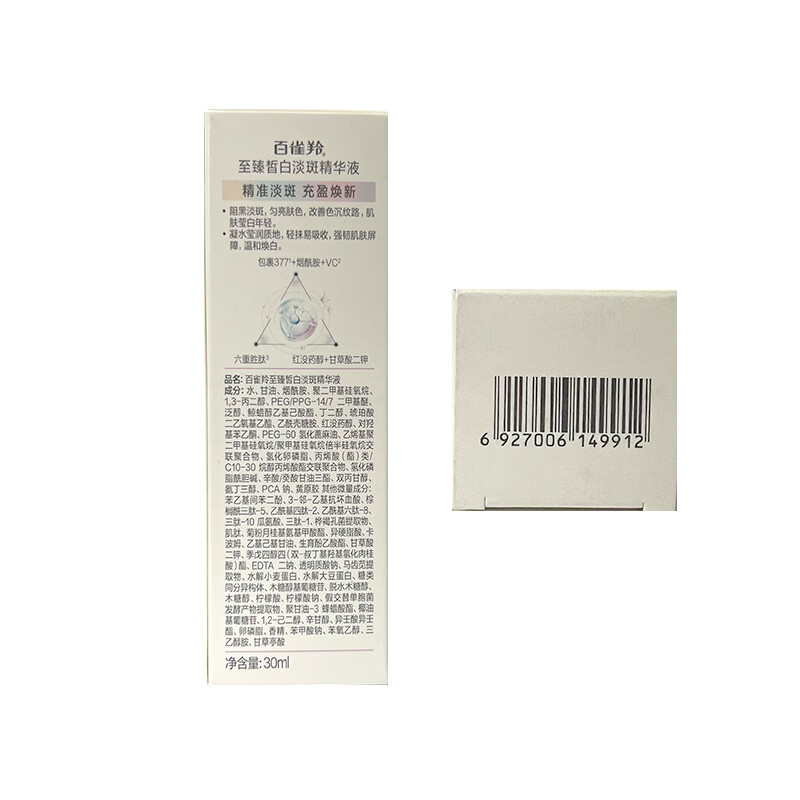 百雀羚®
至臻皙白淡斑精华液
精准淡斑 充盈焕新
• 阻黑淡斑，匀亮肤色，改善色沉纹路，肌
肤莹白年轻。
• 凝水莹润质地，轻抹易吸收，强韧肌肤屏
障，温和焕白。
包裹377¹+烟酰胺+VC²
六重胜肽³
红没药醇+甘草酸二钾
品名：百雀羚至臻皙白淡斑精华液
成分：水、甘油、烟酰胺、聚二甲基硅氧烷、
1,3-丙二醇、PEG/PPG-14/7 二甲基醚、
泛醇、鲸蜡醇乙基己酸酯、丁二醇、琥珀酸
二乙氧基乙酯、乙酰壳糖胺、红没药醇、对羟
基苯乙酮、PEG-60 氢化蓖麻油、乙烯基聚
二甲基硅氧烷/聚甲基硅氧烷倍半硅氧烷交
联聚合物、氢化卵磷脂、丙烯酸（酯）类/
C10-30 烷醇丙烯酸酯交联聚合物、氢化磷
脂酰胆碱、辛酸/癸酸甘油三酯、双丙甘醇、
氨丁三醇、PCA 钠、黄原胶 其他微量成分：
苯乙基间苯二酚、3-邻-乙基抗坏血酸、棕
榈酰三肽-5、乙酰基四肽-2、乙酰基六肽-8、
三肽-10 瓜氨酸、三肽-1、桦褐孔菌提取物、
肌肽、菊粉月桂基氨基甲酸酯、异硬脂酸、卡
波姆、乙基己基甘油、生育酚乙酸酯、甘草酸
二钾、季戊四醇四（双-叔丁基羟基氢化肉桂
酸）酯、EDTA 二钠、透明质酸钠、马齿苋提
取物、水解小麦蛋白、水解大豆蛋白、糖类
同分异构体、木糖醇基葡糖苷、脱水木糖醇、
木糖醇、柠檬酸、柠檬酸钠、假交替单胞菌
发酵产物提取物、聚甘油-3 蜂蜡酸酯、椰油
基葡糖苷、1,2-己二醇、辛甘醇、异壬酸异壬
酯、卵磷脂、香精、苯甲酸钠、苯氧乙醇、三
乙醇胺、甘草亭酸
净含量：30ml
6 927006 149912